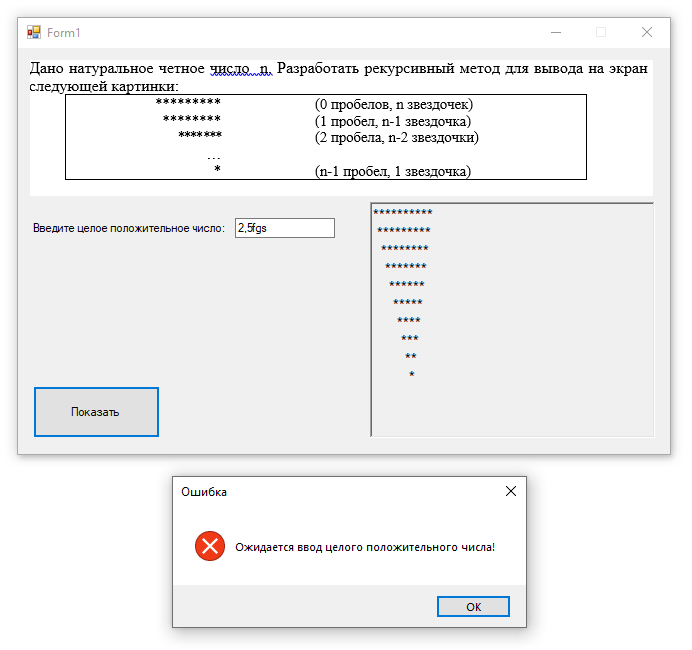 Form1
Дано натуральное четное число n. Разработать рекурсивный метод для вывода на экран
следующей картинки:
********* (0 пробелов, n звездочек)
******** (1 пробел, n-1 звездочка)
******* (2 пробела, n-2 звездочки)
...
* (n-1 пробел, 1 звездочка)
Введите целое положительное число: 2,5fgs
**********
*********
********
*******
******
*****
****
***
**
*
Показать
Ошибка
Ожидается ввод целого положительного числа!
OK